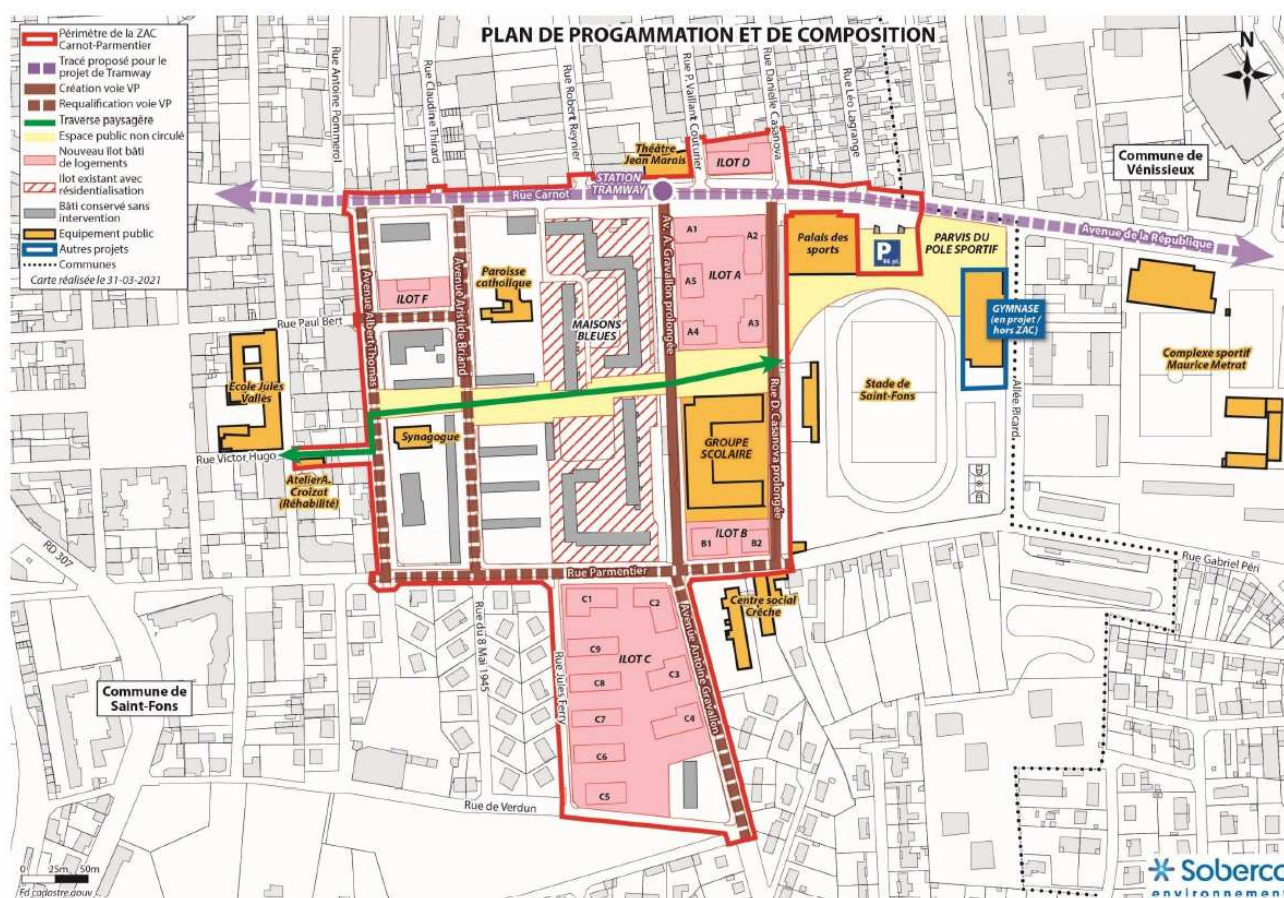 PLAN DE PROGAMMATION ET DE COMPOSITION
Périmètre de la ZAC
Carnot-Parmentier
Tracé proposé pour le
projet de Tramway
Création voie VP
Requalification voie VP
Traverse paysagère
Espace public non circulé
Nouveau îlot bâti
de logements
Ilot existant avec
résidentialisation
Bâti conservé sans
intervention
Equipement public
Autres projets
Communes
Carte réalisée le 31-03-2021
N
Rue Antoine Pommerol
Rue Claudine Thirard
Rue Robert Reynier
Rue P. Vaillant Couturier
Rue Danielle Casanova
Rue Léo Lagrange
Théâtre
Jean Marais
ILOT D
Commune de
Vénissieux
STATION
TRAMWAY
Rue Carnot
Avenue de la République
Avenue Albert Thomas
Avenue Aristide Briand
Av. A. Gravallon prolongée
Rue D. Casanova prolongée
A1
A2
ILOT A
A5
A4
A3
Palais des
sports
P
86 pl.
PARVIS DU
POLE SPORTIF
Paroisse
catholique
ILOT F
Rue Paul Bert
MAISONS
BLEUES
GYMNASE
(en projet /
hors ZAC)
Complexe sportif
Maurice Metrat
Ecole Jules
Vallès
Stade de
Saint-Fons
Allée Picard
Synagogue
GROUPE
SCOLAIRE
Rue Victor Hugo
Atelier A.
Croizat
(Réhabilité)
ILOT B
B1
B2
RD 307
Rue Parmentier
Rue Gabriel Péri
Centre social
Crèche
C1
C2
C9
ILOT C
C8
C3
C7
C4
C6
C5
Rue du 8 Mai 1945
Rue Jules Ferry
Avenue Antoine Gravallon
Commune de
Saint-Fons
Rue de Verdun
0 25m 50m
Fd cadastre.gouv
Soberco
environnement